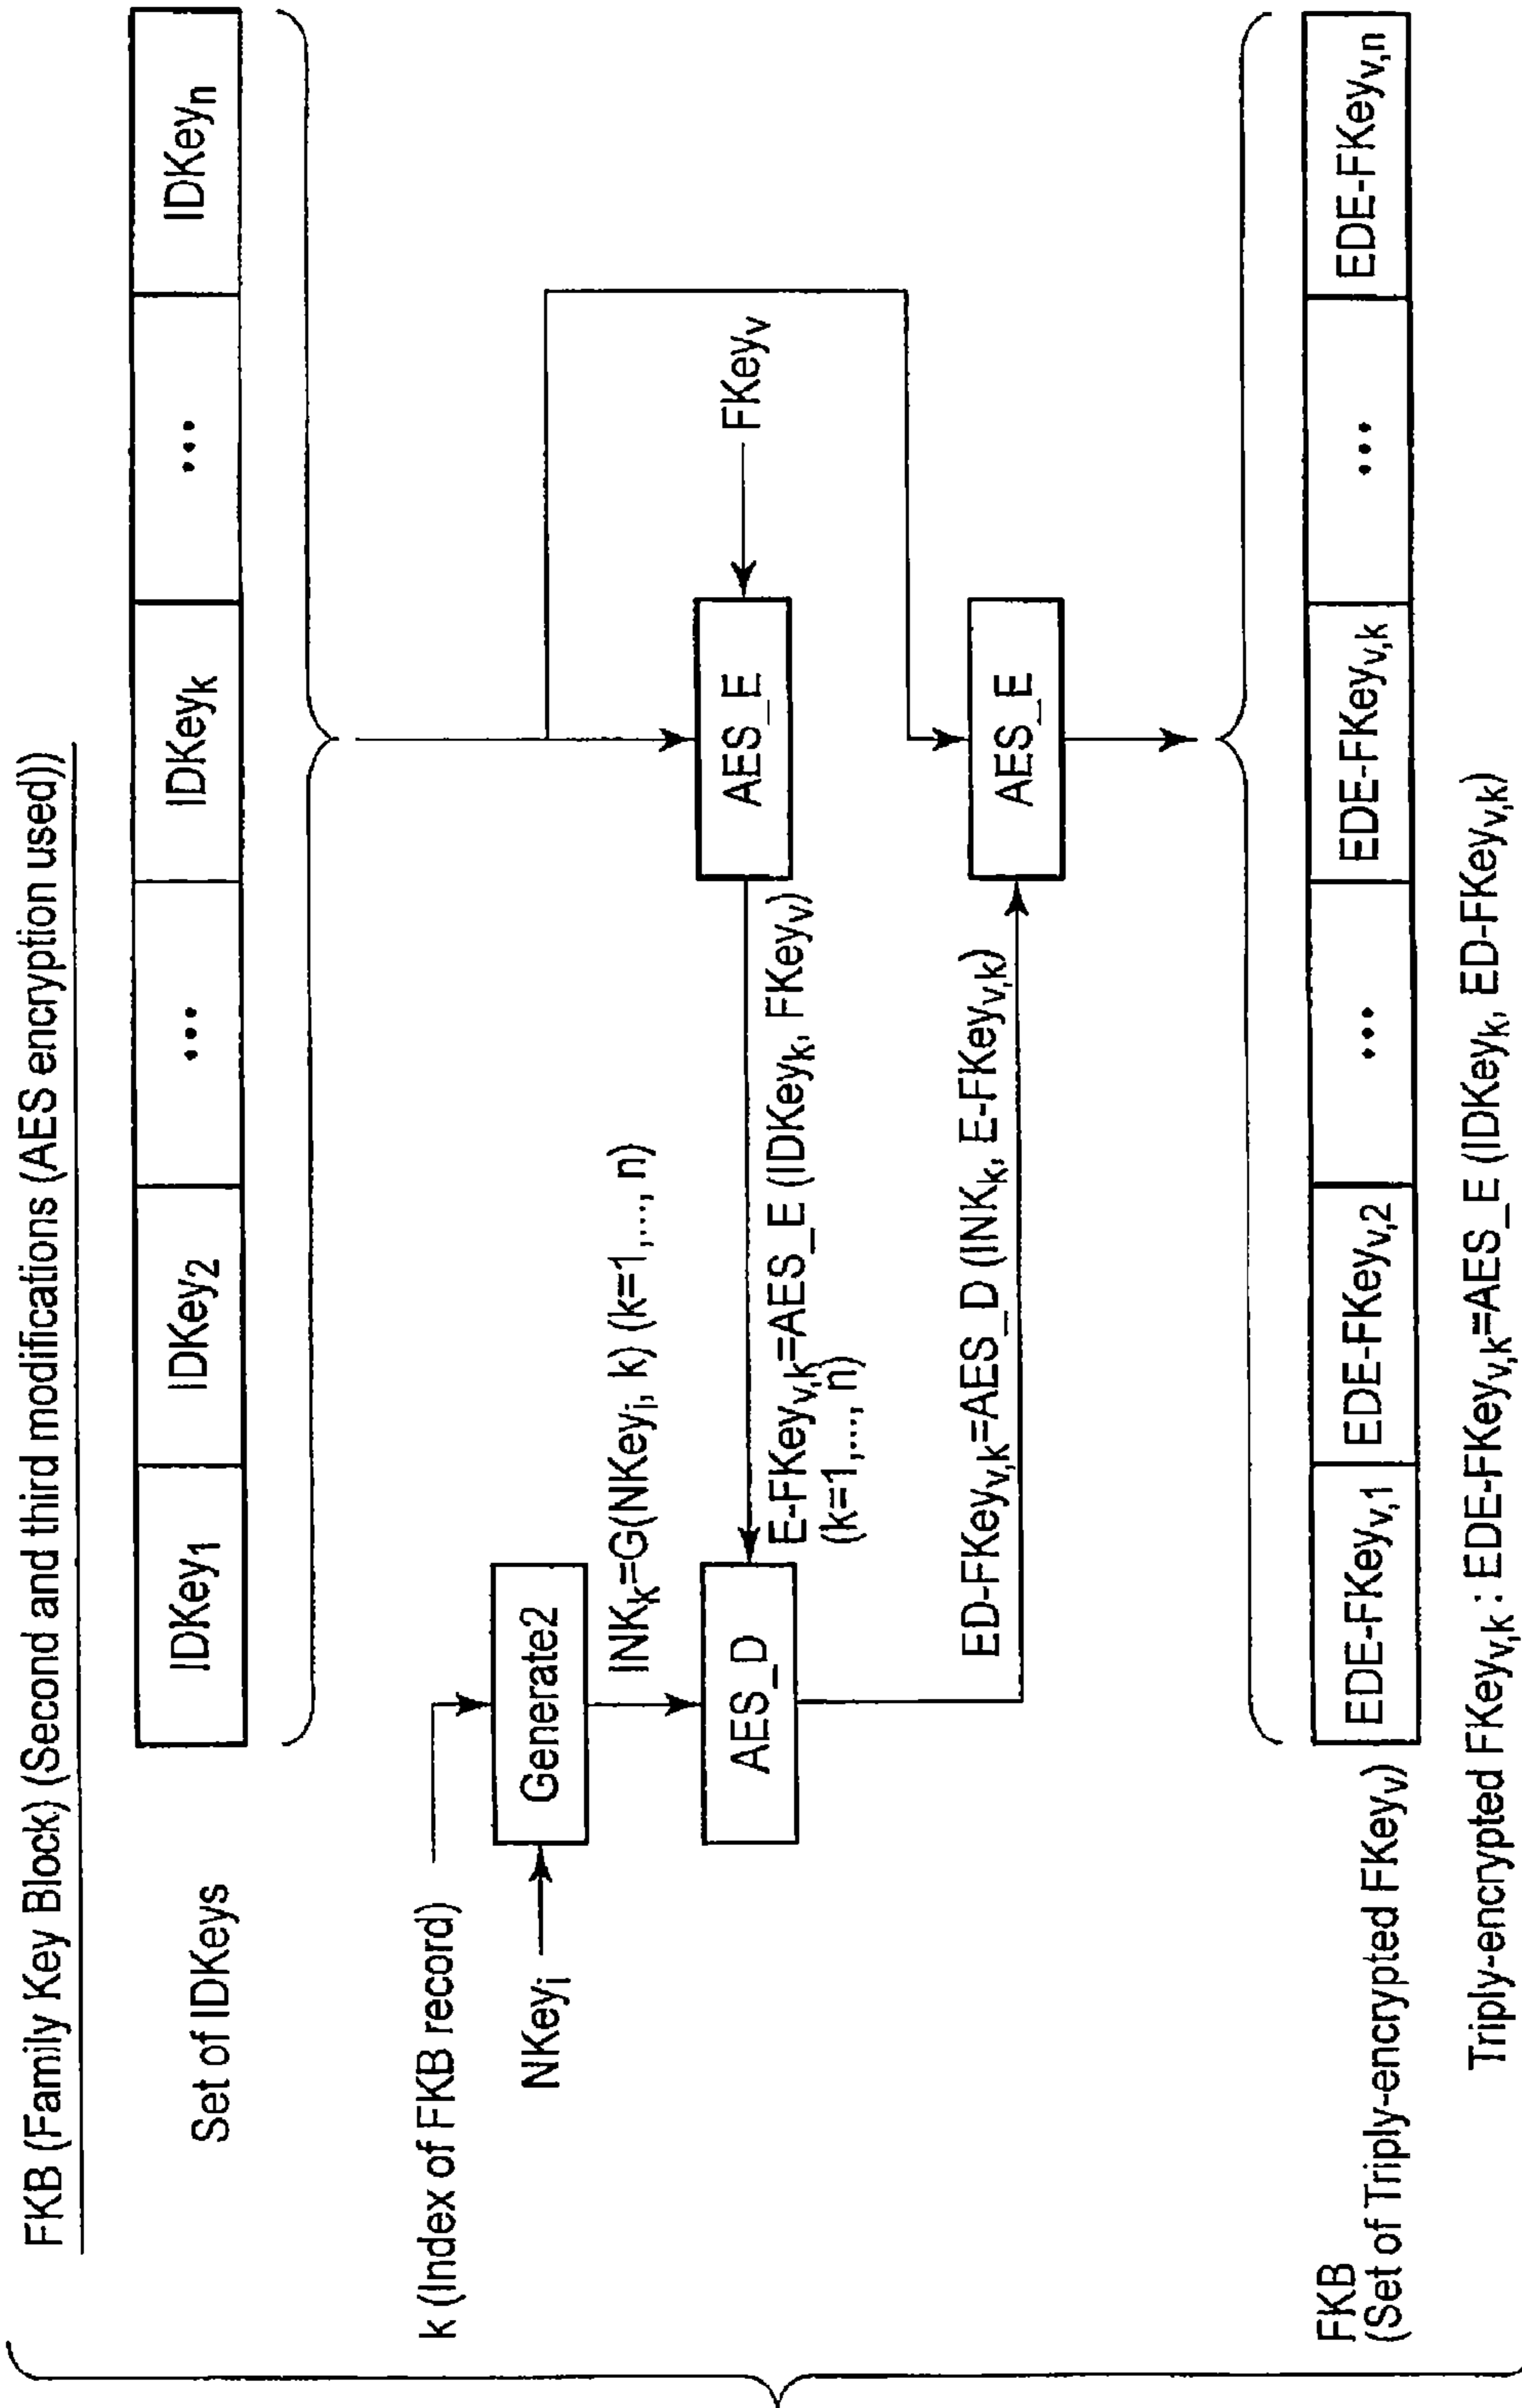 FKB (Family Key Block) (Second and third modifications (AES encryption used))
Set of IDKeys
IDKey1
IDKey2
...
IDKeyk
...
IDKeyn
k (Index of FKB record)
NKeyi
Generate2
INKk=G(NKeyi, k) (k=1,..., n)
AES_D
AES_E
FKeyv
E-FKeyv,k=AES_E (IDKeyk, FKeyv)
(k=1,..., n)
ED-FKeyv,k=AES_D (INKk, E-FKeyv,k)
AES_E
FKB
(Set of Triply-encrypted FKeyv)
EDE-FKeyv,1
EDE-FKeyv,2
...
EDE-FKeyv,k
...
EDE-FKeyv,n
Triply-encrypted FKeyv,k : EDE-FKeyv,k=AES_E (IDKeyk, ED-FKeyv,k)